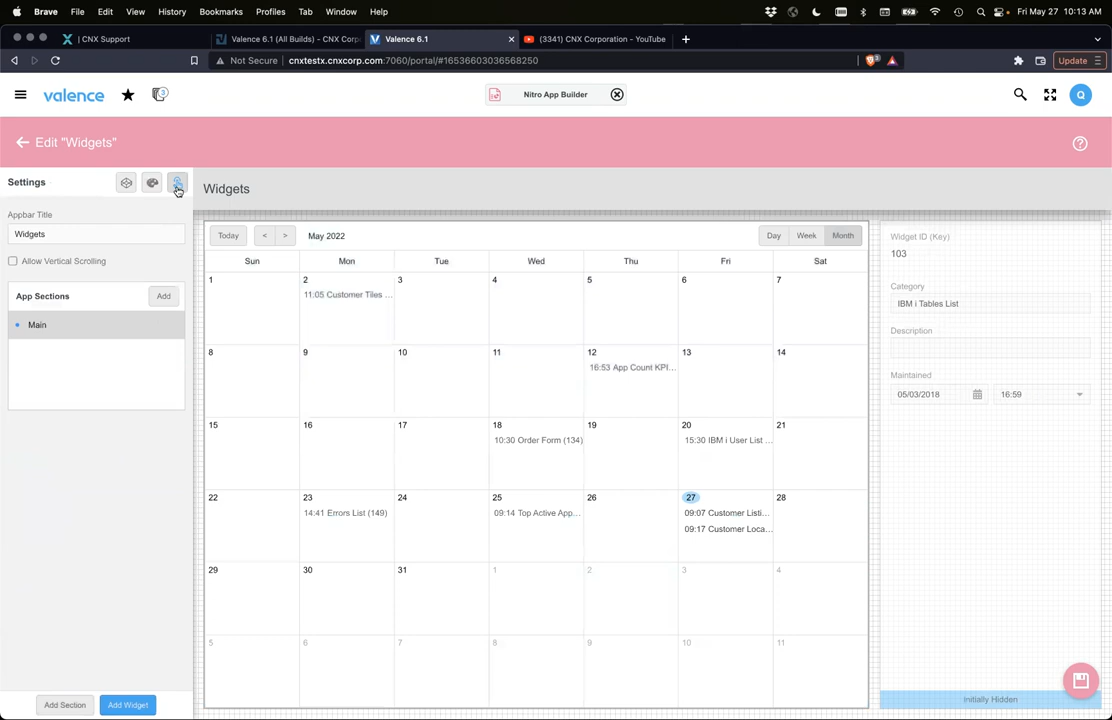 Brave File Edit View History Bookmarks Profiles Tab Window Help Fri May 27 10:13 AM
| CNX Support
Valence 6.1 (All Builds) - CNX Corp
Valence 6.1
(3341) CNX Corporation - YouTube
Not Secure cnxtestx.cnxcorp.com:7060/portal/#16536603036568250
Update
valence
3
Nitro App Builder
Q
Edit "Widgets"
Settings
Widgets
Appbar Title
Widgets
Allow Vertical Scrolling
App Sections Add
Main
Add Section Add Widget
Today < > May 2022 Day Week Month
Sun Mon Tue Wed Thu Fri Sat
1 2 3 4 5 6 7
11:05 Customer Tiles ...
8 9 10 11 12 13 14
16:53 App Count KPI...
15 16 17 18 19 20 21
10:30 Order Form (134) 15:30 IBM i User List ...
22 23 24 25 26 27 28
14:41 Errors List (149) 09:14 Top Active App... 09:07 Customer Listi...
09:17 Customer Loca...
29 30 31 1 2 3 4
5 6 7 8 9 10 11
Widget ID (Key)
103
Category
IBM i Tables List
Description
Maintained
05/03/2018 16:59
Initially Hidden